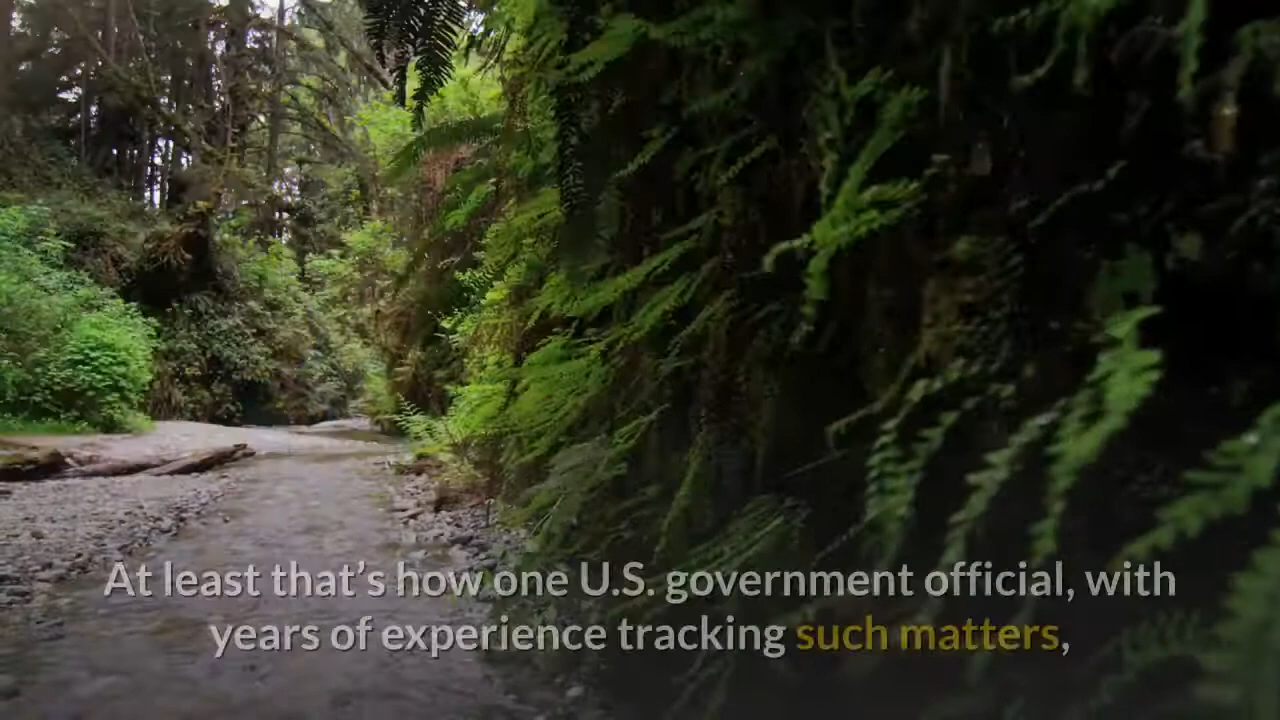 At least that's how one U.S. government official, with
years of experience tracking such matters,